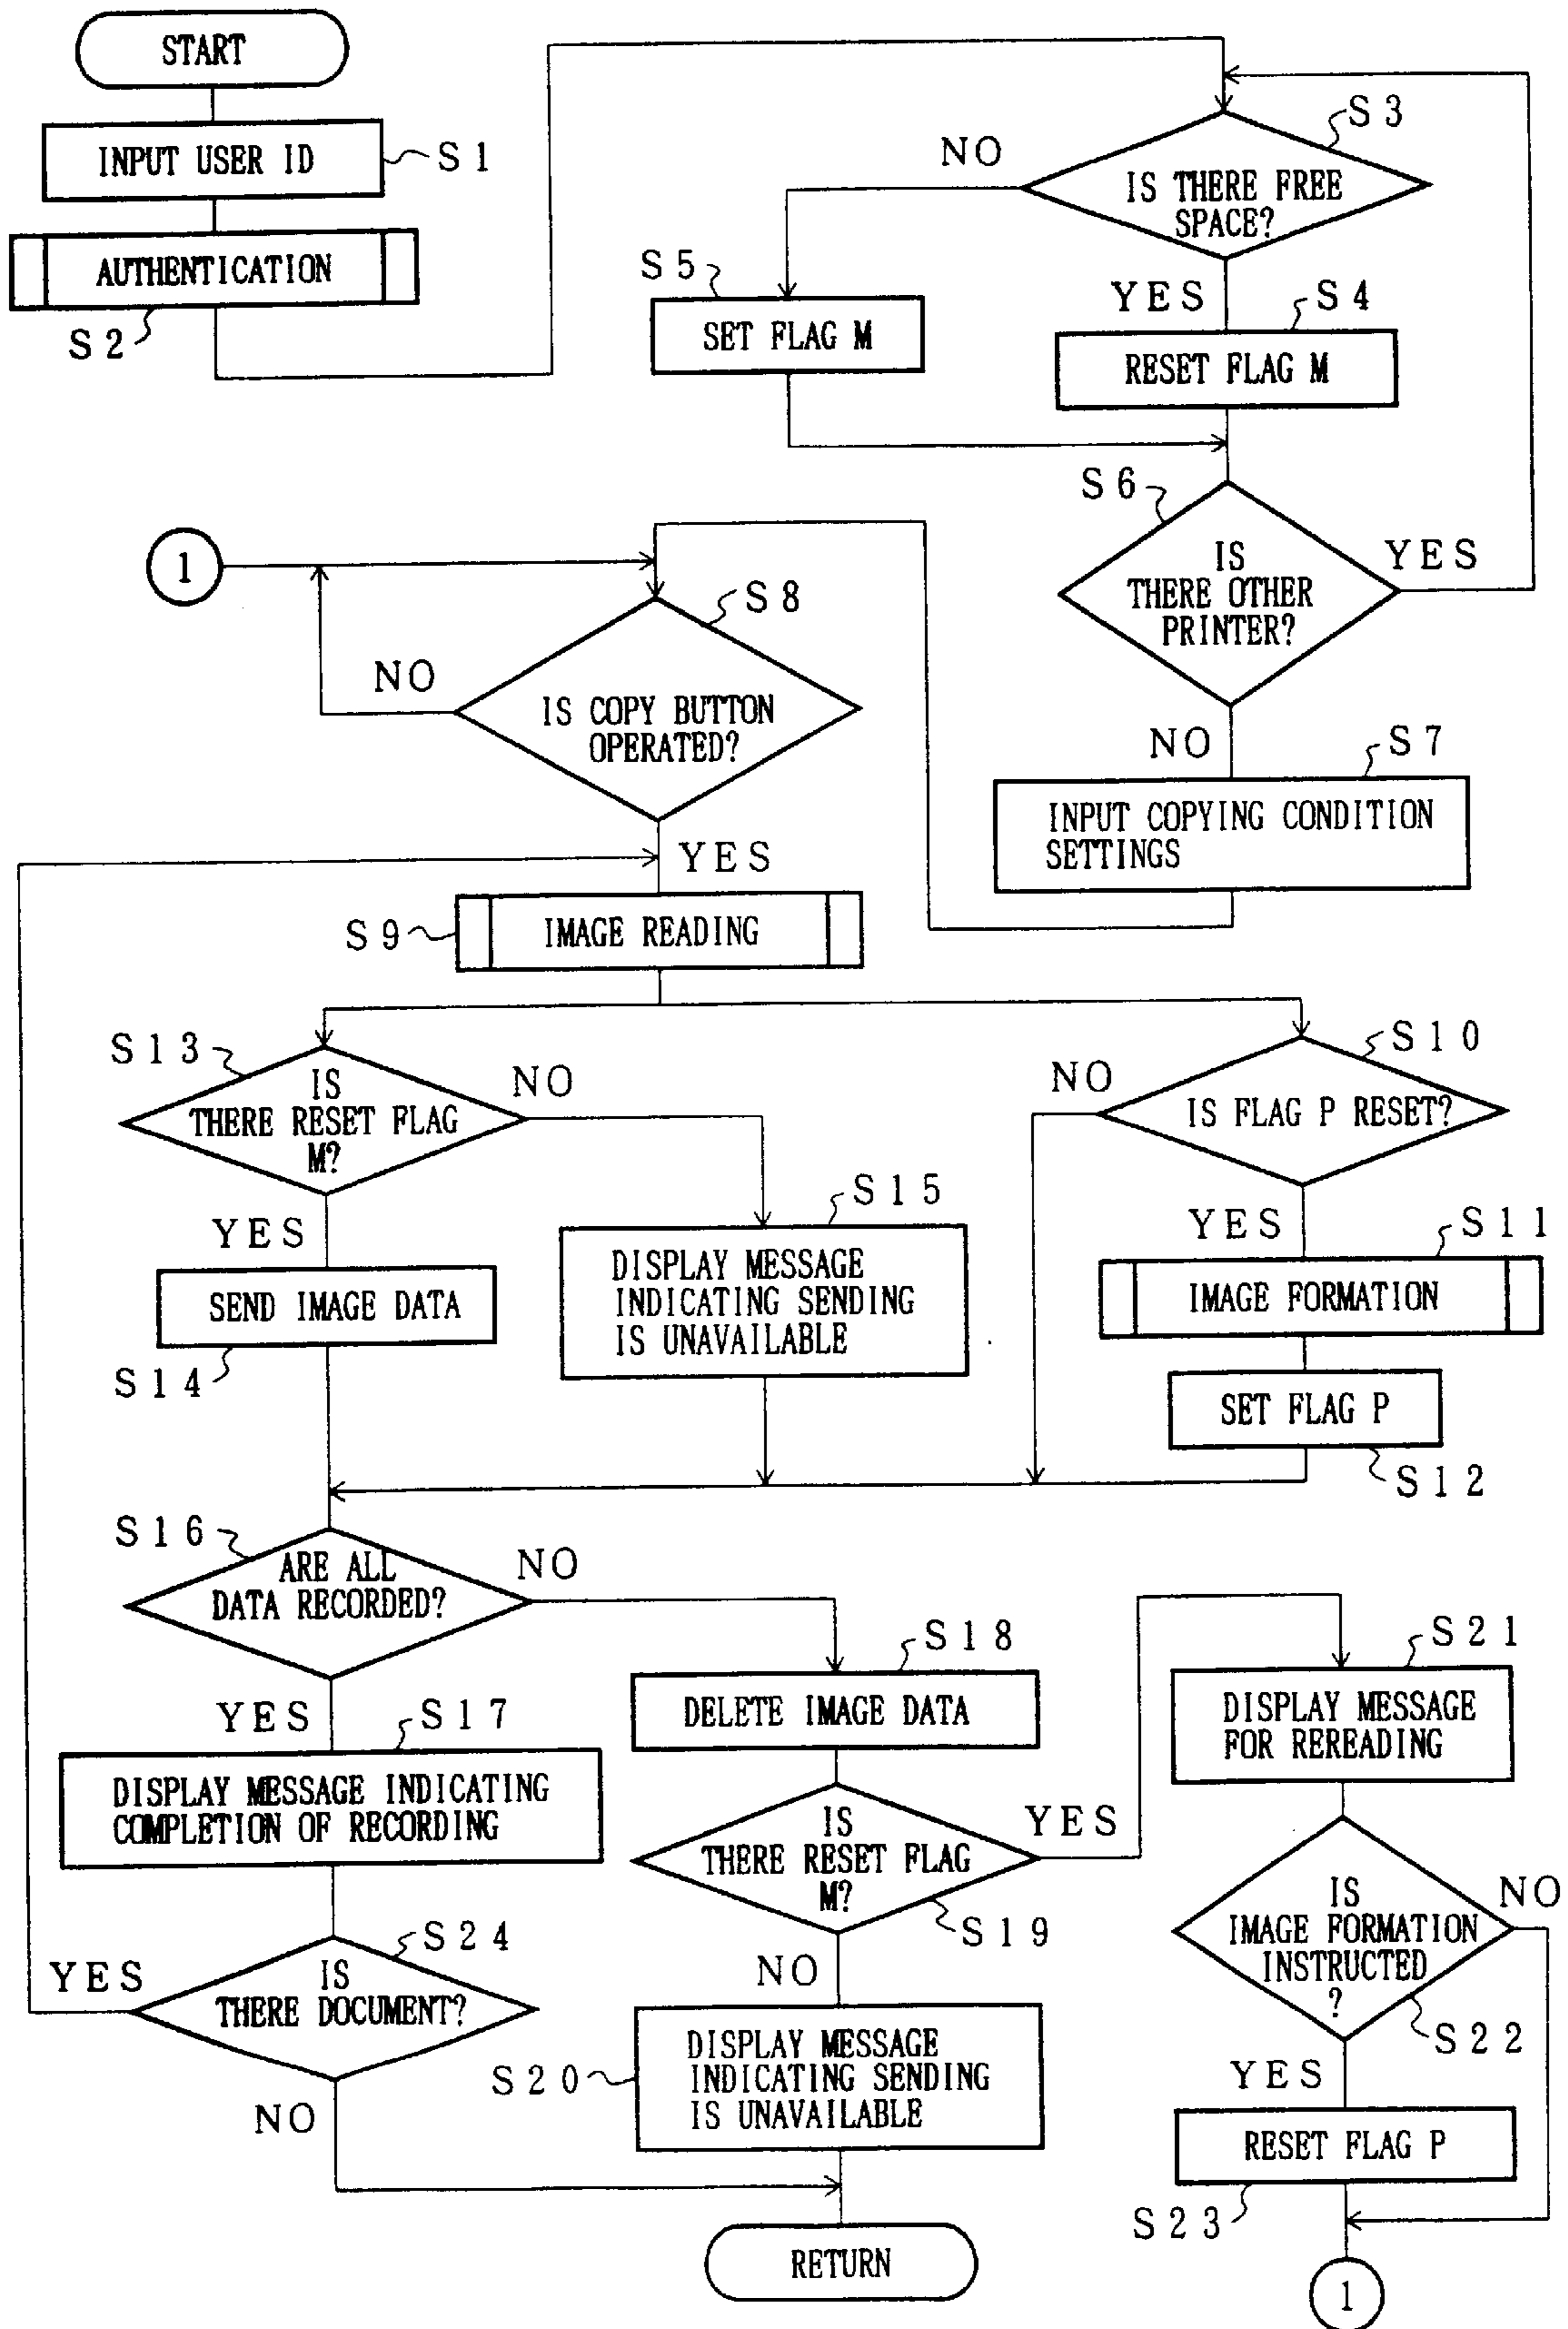 START
INPUT USER ID
S1
AUTHENTICATION
S2
S3
NO
IS THERE FREE
SPACE?
S5
YES
S4
SET FLAG M
RESET FLAG M
S6
IS
THERE OTHER
PRINTER?
YES
NO
S7
INPUT COPYING CONDITION
SETTINGS
1
S8
NO
IS COPY BUTTON
OPERATED?
YES
S9
IMAGE READING
S13
IS
THERE RESET FLAG
M?
NO
S10
NO
IS FLAG P RESET?
YES
SEND IMAGE DATA
S14
S15
DISPLAY MESSAGE
INDICATING SENDING
IS UNAVAILABLE
YES
S11
IMAGE FORMATION
SET FLAG P
S12
S16
ARE ALL
DATA RECORDED?
NO
YES
S17
DISPLAY MESSAGE INDICATING
COMPLETION OF RECORDING
S18
DELETE IMAGE DATA
IS
THERE RESET FLAG
M?
YES
S19
NO
S21
DISPLAY MESSAGE
FOR REREADING
IS
IMAGE FORMATION
INSTRUCTED
?
NO
S22
YES
S24
YES
IS
THERE DOCUMENT?
NO
S20
DISPLAY MESSAGE
INDICATING SENDING
IS UNAVAILABLE
RESET FLAG P
S23
RETURN
1